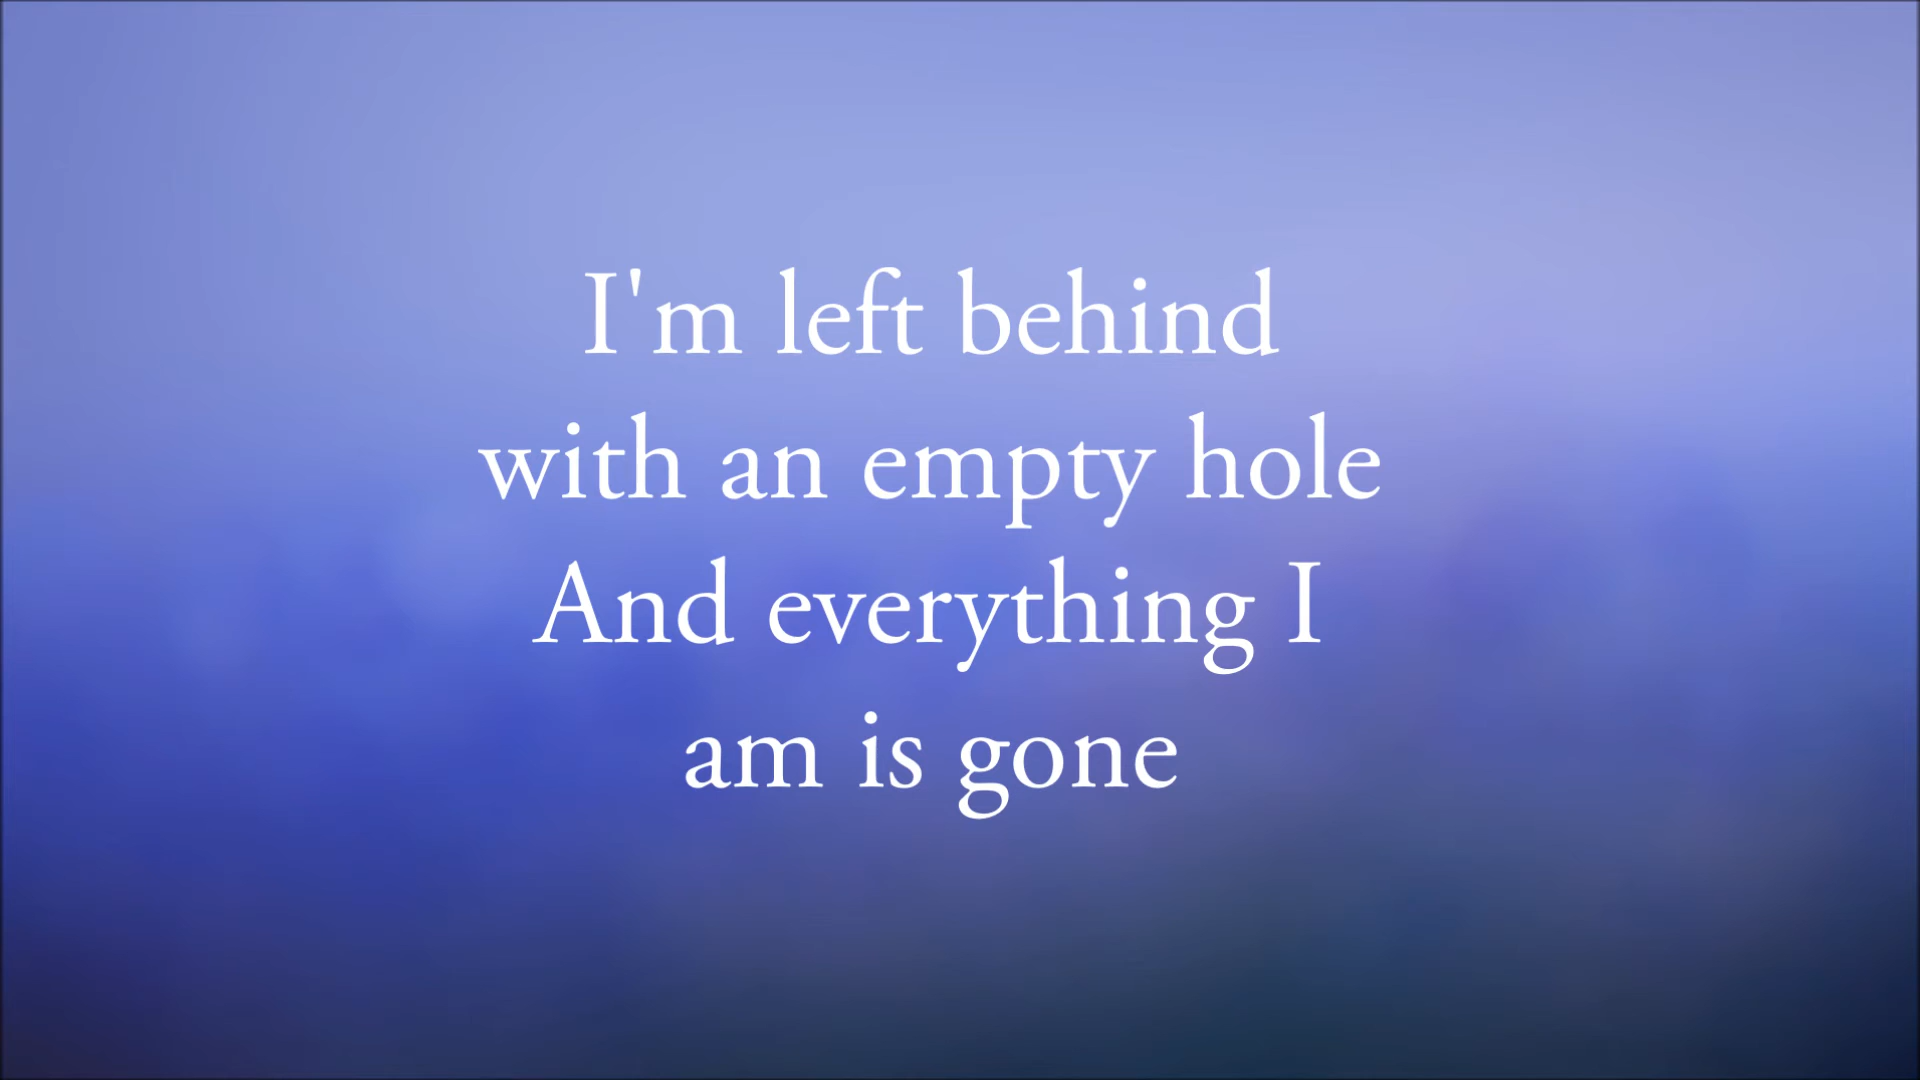 I'm left behind
with an empty hole
And everything I
am is gone